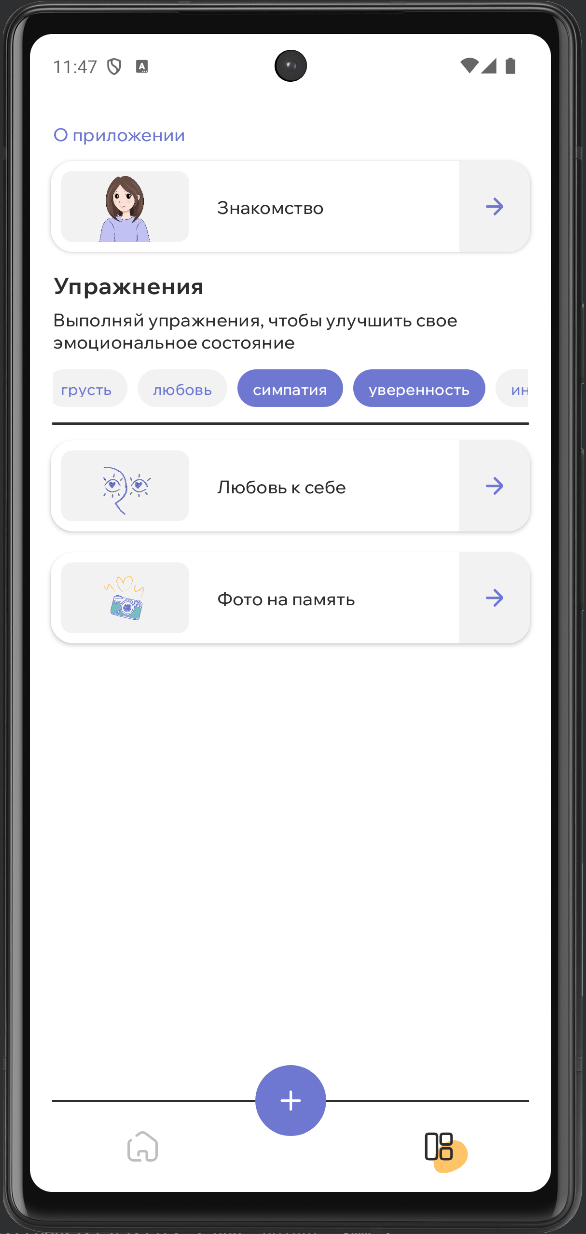 11:47
О приложении
Знакомство
Упражнения
Выполняй упражнения, чтобы улучшить свое
эмоциональное состояние
грусть любовь симпатия уверенность ин
Любовь к себе
Фото на память